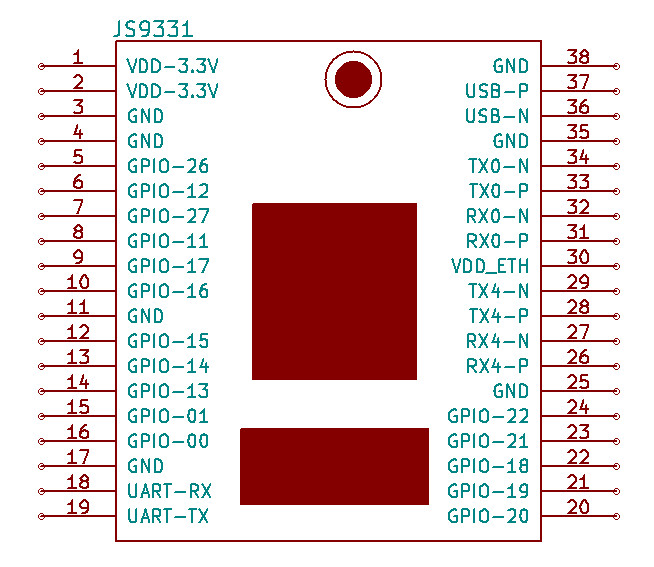 JS9331
1 VDD-3.3V GND 38
2 VDD-3.3V USB-P 37
3 GND USB-N 36
4 GND GND 35
5 GPIO-26 TX0-N 34
6 GPIO-12 TX0-P 33
7 GPIO-27 RX0-N 32
8 GPIO-11 RX0-P 31
9 GPIO-17 VDD_ETH 30
10 GPIO-16 TX4-N 29
11 GND TX4-P 28
12 GPIO-15 RX4-N 27
13 GPIO-14 RX4-P 26
14 GPIO-13 GND 25
15 GPIO-01 GPIO-22 24
16 GPIO-00 GPIO-21 23
17 GND GPIO-18 22
18 UART-RX GPIO-19 21
19 UART-TX GPIO-20 20